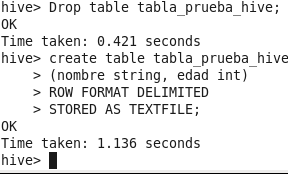 hive> Drop table tabla_prueba_hive;
OK
Time taken: 0.421 seconds
hive> create table tabla_prueba_hive
    > (nombre string, edad int)
    > ROW FORMAT DELIMITED
    > STORED AS TEXTFILE;
OK
Time taken: 1.136 seconds
hive>